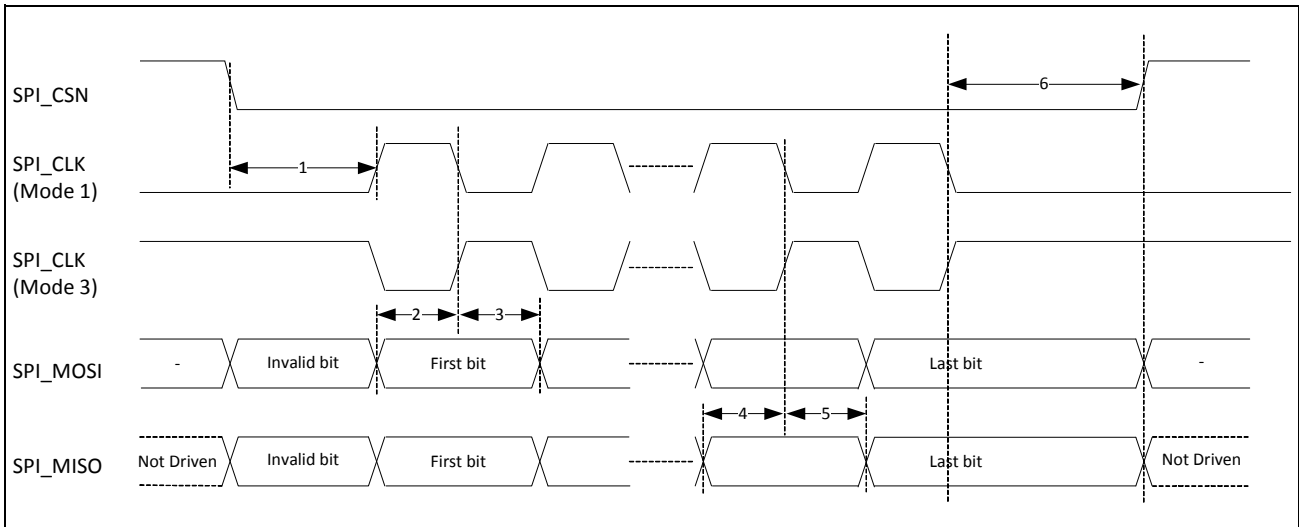 6
SPI_CSN
SPI_CLK
(Mode 1)
1
SPI_CLK
(Mode 3)
2 3
SPI_MOSI - Invalid bit First bit Last bit -
4 5
SPI_MISO Not Driven Invalid bit First bit Last bit Not Driven